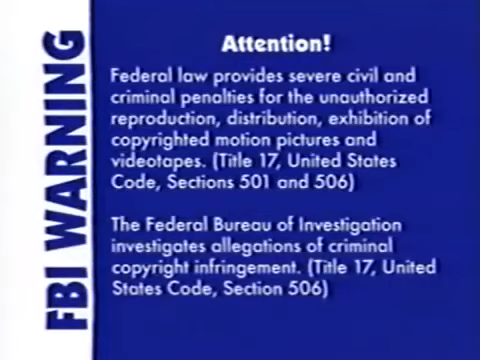 FBI WARNING
Attention!
Federal law provides severe civil and
criminal penalties for the unauthorized
reproduction, distribution, exhibition of
copyrighted motion pictures and
videotapes. (Title 17, United States
Code, Sections 501 and 506)
The Federal Bureau of Investigation
investigates allegations of criminal
copyright infringement. (Title 17, United
States Code, Section 506)